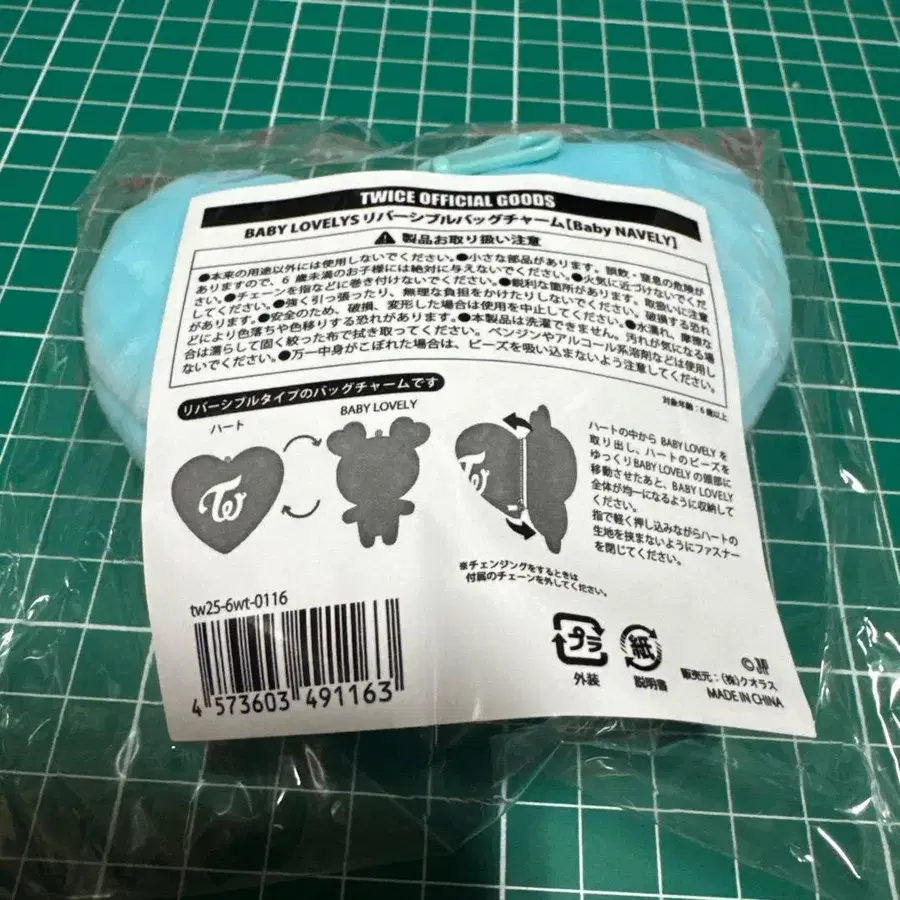 TWICE OFFICIAL GOODS
BABY LOVELYS リバーシブルバッグチャーム【Baby NAVELY】
製品お取り扱い注意
●本来の用途以外には使用しないでください。●小さな部品があります。誤飲・窒息の危険が
ありますので、6歳未満のお子様には絶対に与えないでください。●火気に近づけないでくだ
さい。●チェーンを指などに巻き付けないでください。●鋭利な箇所があります。取扱いに注意
してください。●強く引っ張ったり、無理な負担をかけたりしないでください。破損する恐れ
があります。●安全のため、破損、変形した場合は使用を中止してください。●水濡れ、摩擦な
どにより色落ちや色移りする恐れがあります。●本製品は洗濯できません。汚れが気になる場
合は濡らして固く絞った布で拭き取ってください。ベンジンやアルコール系溶剤などは使用し
ないでください。●万一中身がこぼれた場合は、ビーズを吸い込まないよう注意してください。
対象年齢:6歳以上
リバーシブルタイプのバッグチャームです
ハート
BABY LOVELY
TW
TW
ハートの中から BABY LOVELY を
取り出し、ハートのビーズを
ゆっくり BABY LOVELY の頭部に
移動させたあと、BABY LOVELY
全体が均一になるように収納して
ください。
指で軽く押し込みながらハートの
生地を挟まないようにファスナー
を閉じてください。
※チェンジングをするときは
付属のチェーンを外してください。
tw25-6wt-0116
4 573603 491163
プラ
外装
紙
説明書
販売元:(株)クオラス
MADE IN CHINA